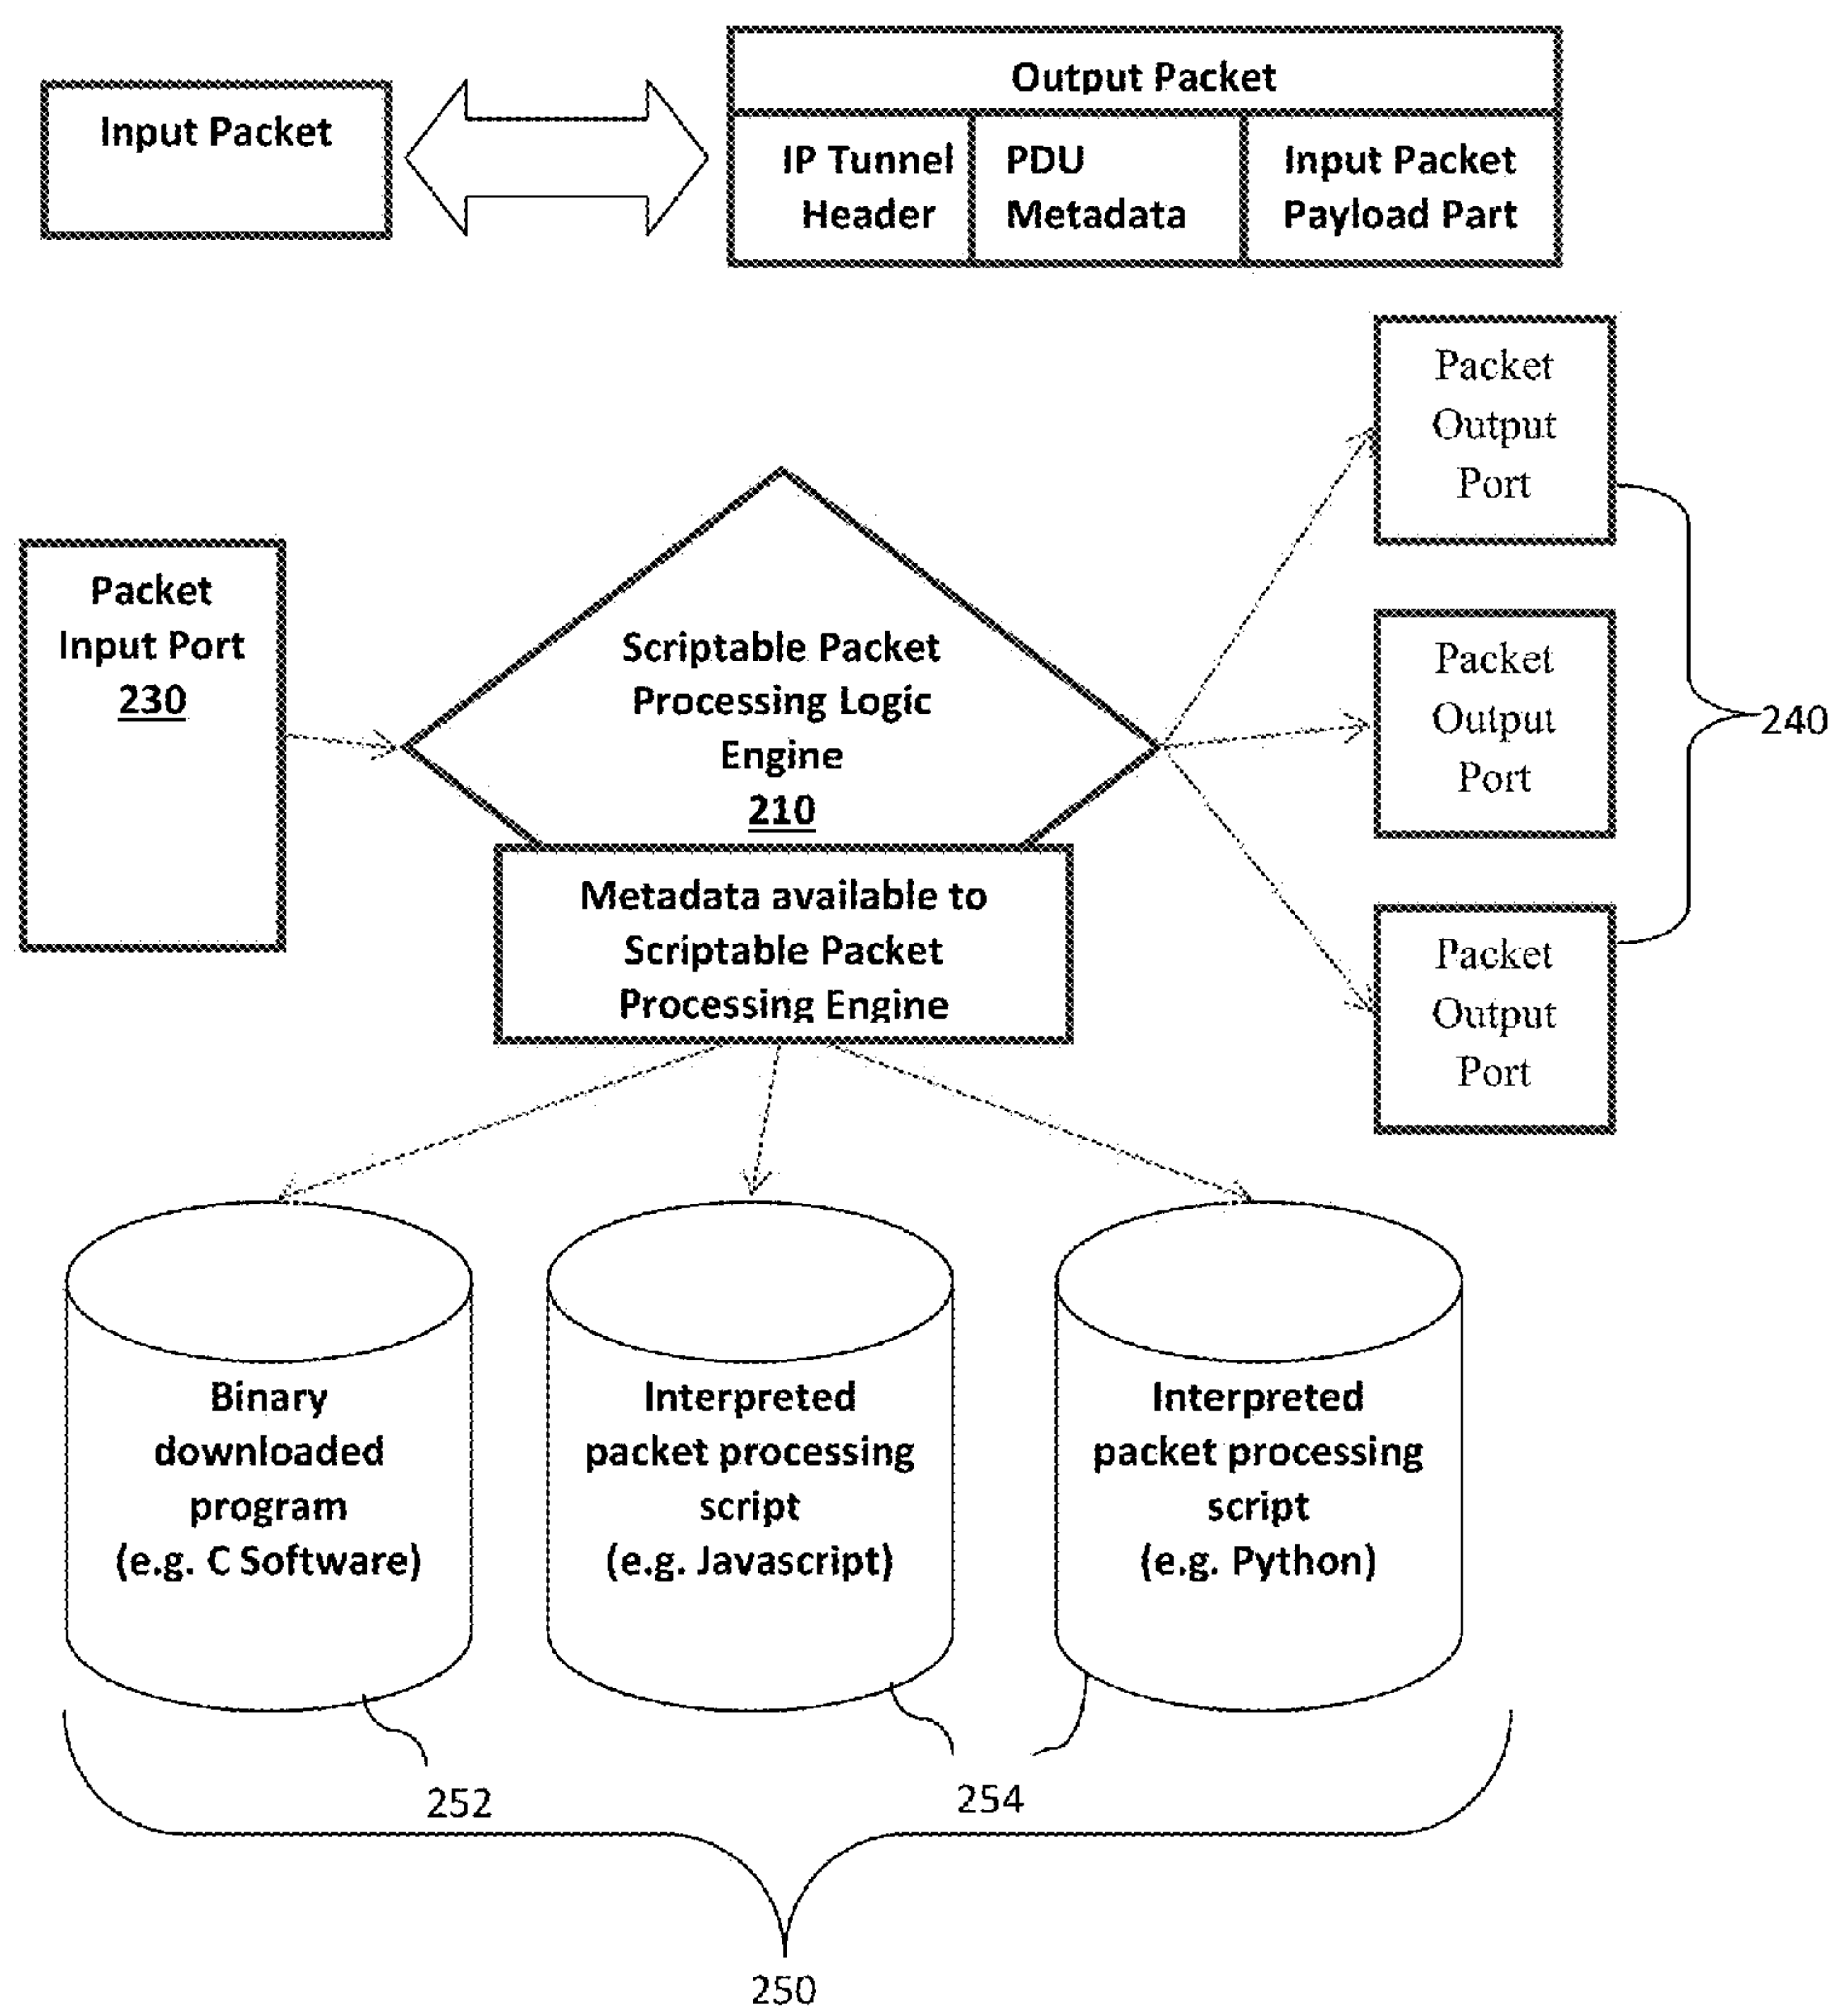 Input Packet
Output Packet
IP Tunnel
Header
PDU
Metadata
Input Packet
Payload Part
Packet
Output
Port
Packet
Input Port
230
Scriptable Packet
Processing Logic
Engine
210
Packet
Output
Port
240
Metadata available to
Scriptable Packet
Processing Engine
Packet
Output
Port
Binary
downloaded
program
(e.g. C Software)
Interpreted
packet processing
script
(e.g. Javascript)
Interpreted
packet processing
script
(e.g. Python)
252
254
250